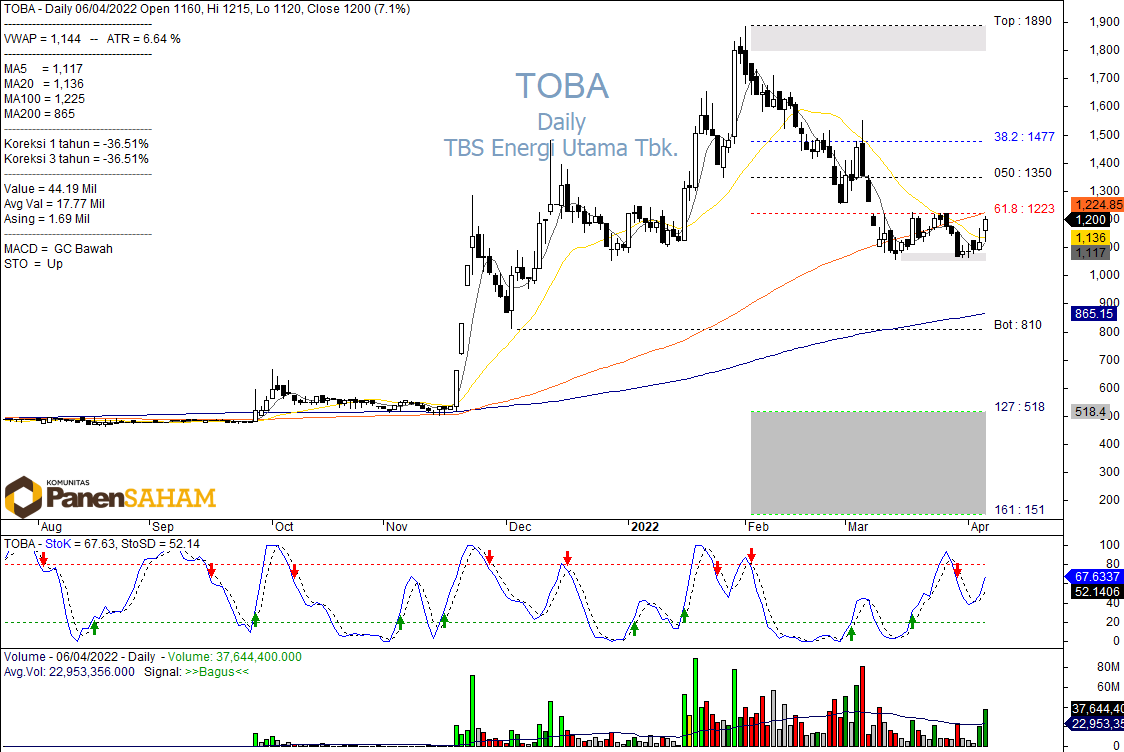 TOBA - Daily 06/04/2022 Open 1160, Hi 1215, Lo 1120, Close 1200 (7.1%)
VWAP = 1,144 -- ATR = 6.64 %
MA5 = 1,117
MA20 = 1,136
MA100 = 1,225
MA200 = 865
Koreksi 1 tahun = -36.51%
Koreksi 3 tahun = -36.51%
Value = 44.19 Mil
Avg Val = 17.77 Mil
Asing = 1.69 Mil
MACD = GC Bawah
STO = Up
TOBA
Daily
TBS Energi Utama Tbk.
Top : 1890
38.2 : 1477
050 : 1350
61.8 : 1223
Bot : 810
127 : 518
161 : 151
1,900
1,800
1,700
1,600
1,500
1,400
1,300
1,224.85
1,200
1,136
1,117
1,000
900
865.15
800
700
600
518.4
400
300
200
KOMUNITAS
PanenSAHAM
Aug Sep Oct Nov Dec 2022 Feb Mar Apr
TOBA - StoK = 67.63, StoSD = 52.14
100
80
67.6337
52.1406
40
20
0
Volume - 06/04/2022 - Daily - Volume: 37,644,400.000
Avg.Vol: 22,953,356.000 Signal: >>Bagus<<
80M
60M
37,644,40
22,953,35
0